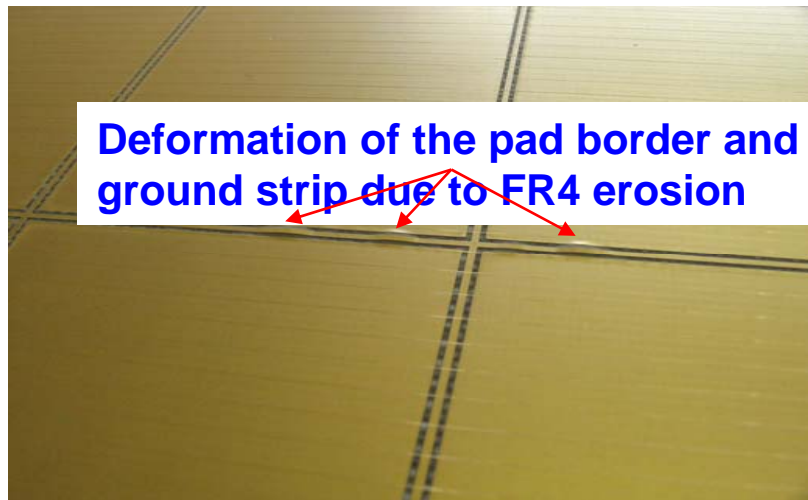 Deformation of the pad border and
ground strip due to FR4 erosion